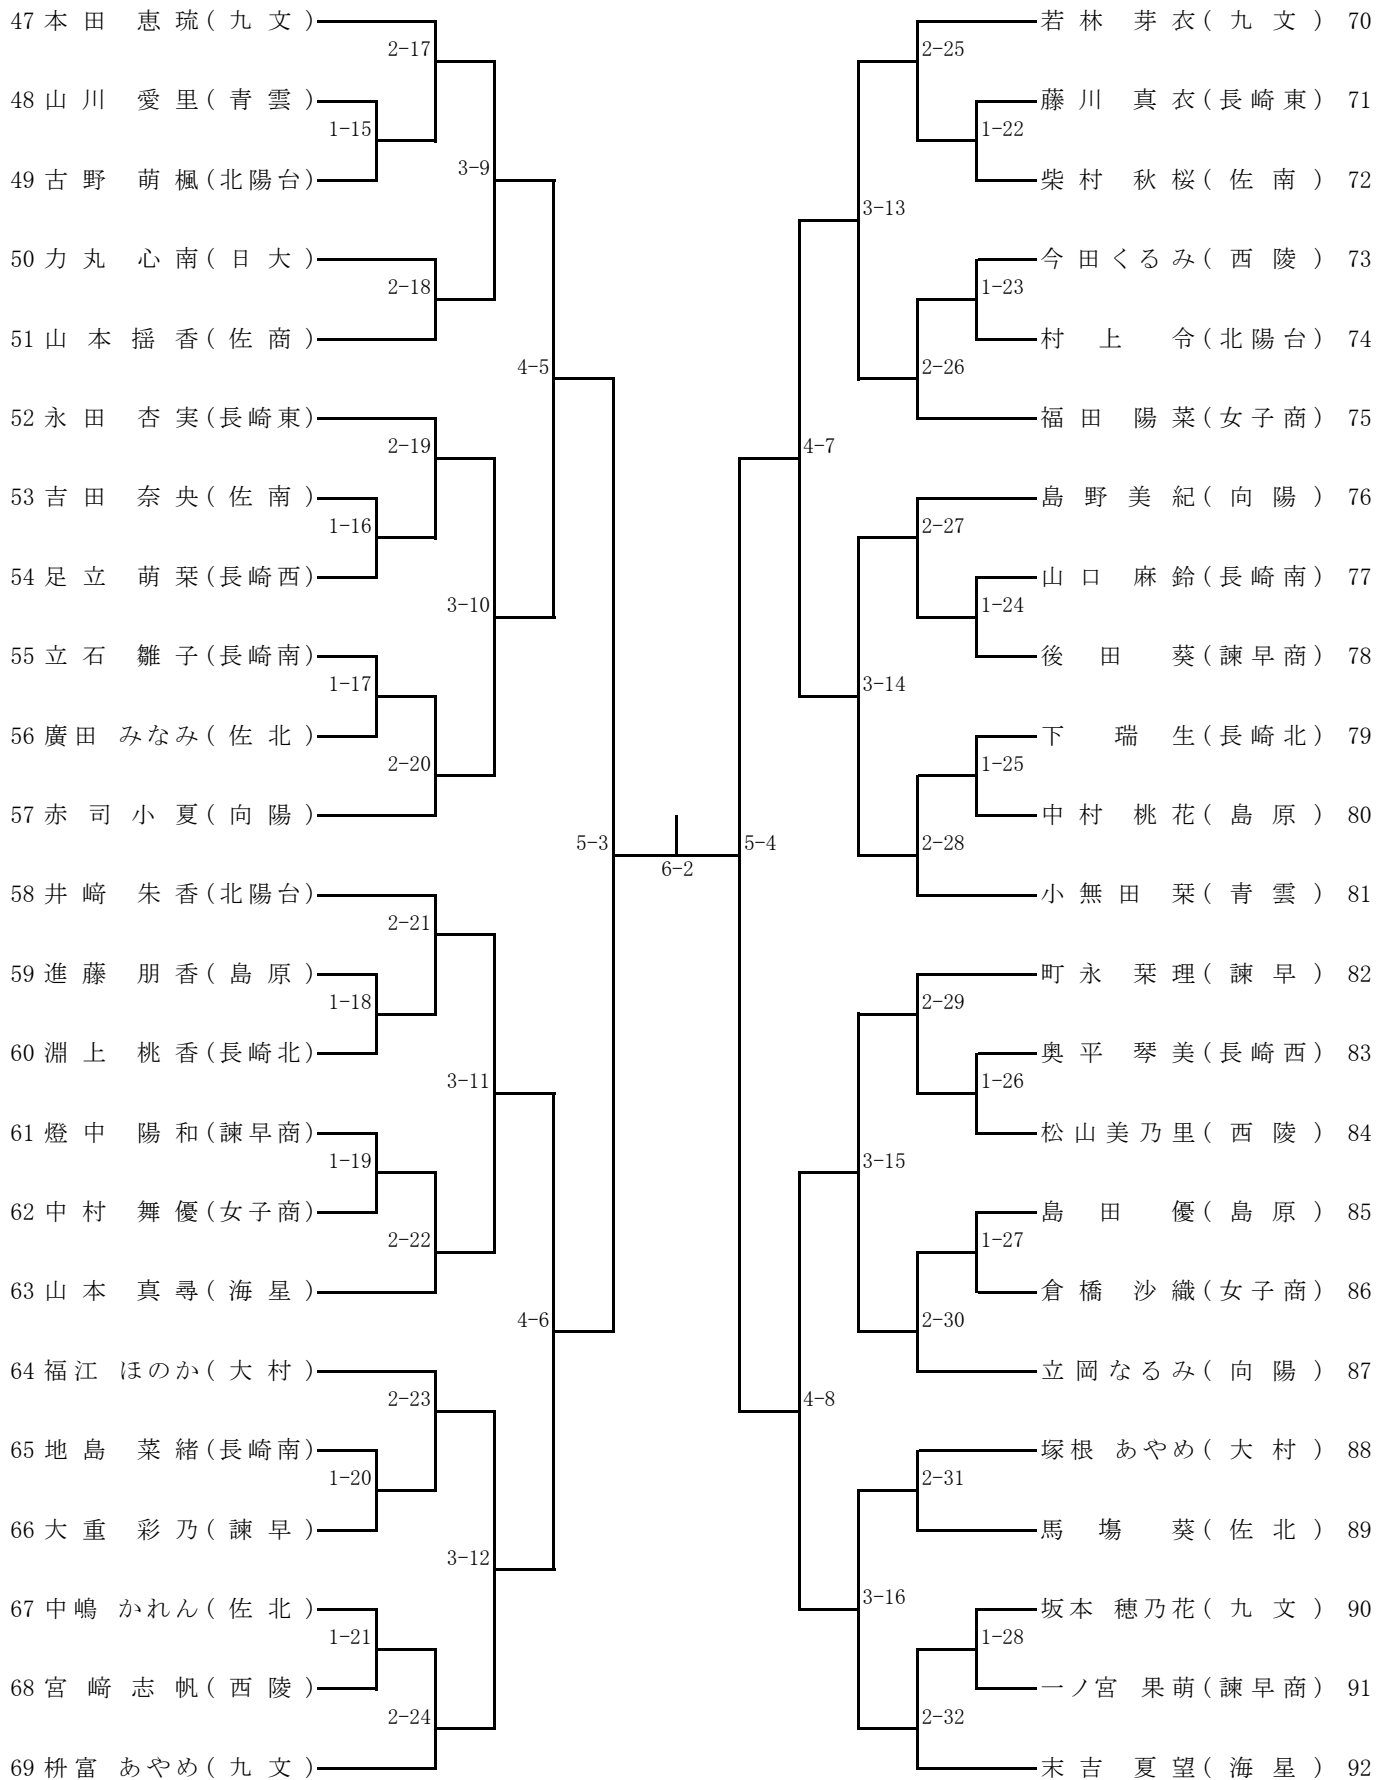 47 本田 恵琉(九文)
2-17
48 山川 愛里(青雲)
1-15
49 古野 萌楓(北陽台)
3-9
50 力丸 心南(日大)
2-18
51 山本揺香(佐商)
4-5
52 永田 杏実(長崎東)
2-19
53 吉田 奈央(佐南)
1-16
54 足立 萌栞(長崎西)
3-10
55 立石 雛子(長崎南)
1-17
56 廣田 みなみ(佐北)
2-20
57 赤司小夏(向陽)
5-3
58 井﨑 朱香(北陽台)
2-21
59 進藤 朋香(島原)
1-18
60 淵上 桃香(長崎北)
3-11
61 燈中 陽和(諫早商)
1-19
62 中村 舞優(女子商)
2-22
63 山本 真尋(海星)
4-6
64 福江 ほのか(大村)
2-23
65 地島 菜緒(長崎南)
1-20
66 大重 彩乃(諫早)
3-12
67 中嶋 かれん(佐北)
1-21
68 宮﨑志帆(西陵)
2-24
69 枡富 あやめ(九文)
6-2
若林 芽衣(九文) 70
2-25
藤川 真衣(長崎東) 71
1-22
柴村 秋桜(佐南) 72
3-13
今田くるみ(西陵) 73
1-23
村上 令(北陽台) 74
2-26
福田 陽菜(女子商) 75
4-7
島野美紀(向陽) 76
2-27
山口 麻鈴(長崎南) 77
1-24
後田 葵(諫早商) 78
3-14
下 瑞生(長崎北) 79
1-25
中村 桃花(島原) 80
2-28
5-4
小無田 栞(青雲) 81
町永 栞理(諫早) 82
2-29
奥平 琴美(長崎西) 83
1-26
松山美乃里(西陵) 84
3-15
島田 優(島原) 85
1-27
倉橋 沙織(女子商) 86
2-30
立岡なるみ(向陽) 87
4-8
塚根 あやめ(大村) 88
2-31
馬塲 葵(佐北) 89
3-16
坂本 穂乃花(九文) 90
1-28
一ノ宮 果萌(諫早商) 91
2-32
末吉 夏望(海星) 92